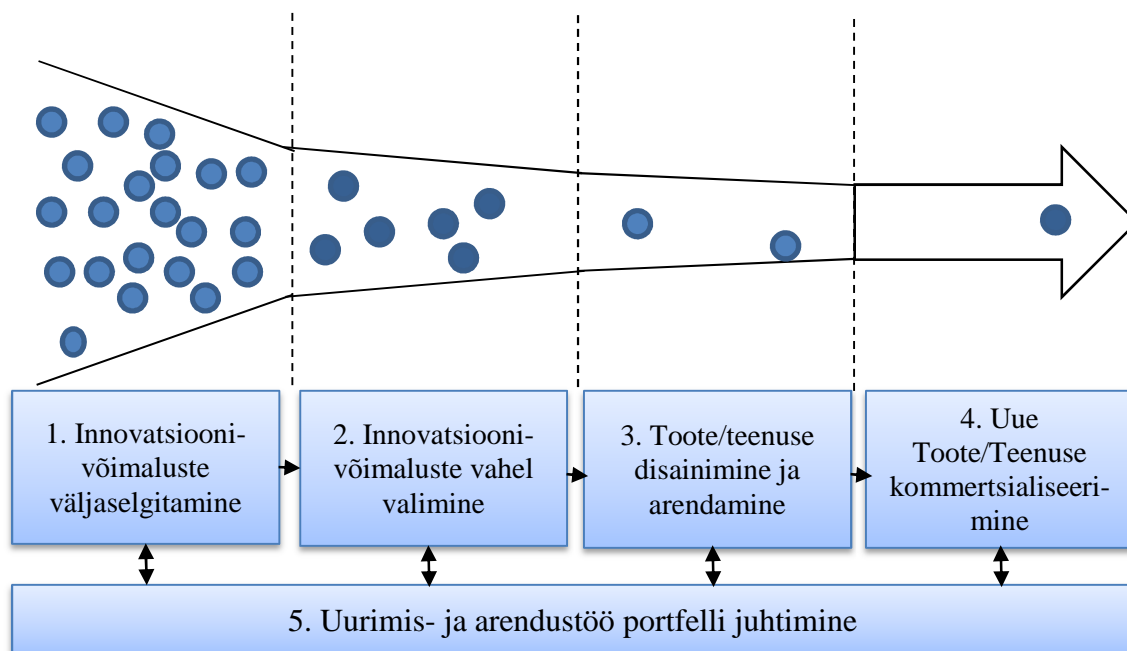 1. Innovatsiooni-
võimaluste
väljaselgitamine
2. Innovatsiooni-
võimaluste vahel
valimine
3. Toote/teenuse
disainimine ja
arendamine
4. Uue
Toote/Teenuse
kommertsialiseeri-
mine
5. Uurimis- ja arendustöö portfelli juhtimine